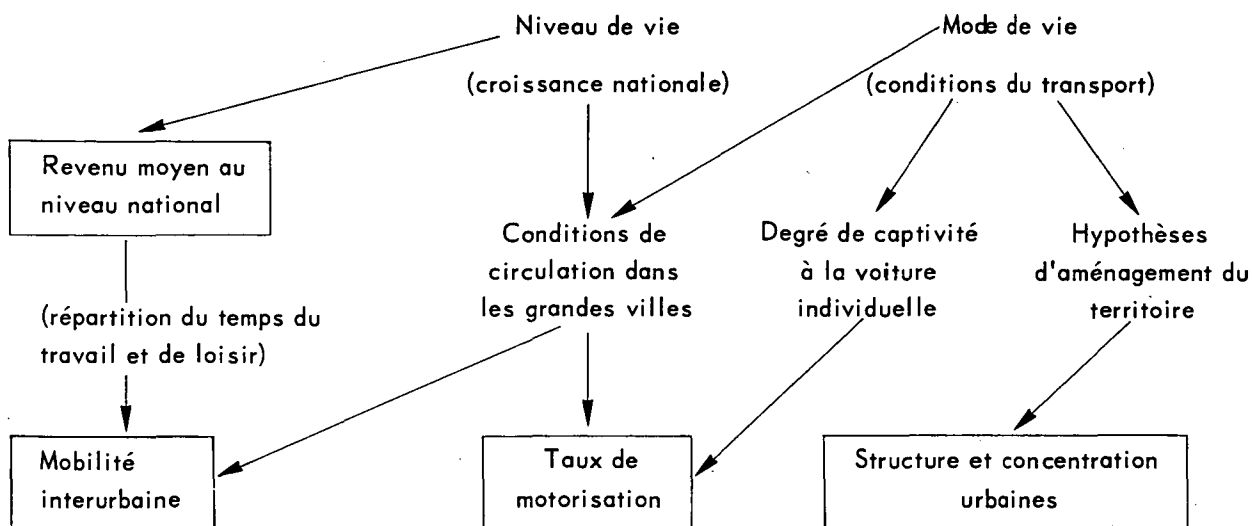 Niveau de vie
(croissance nationale)
Mode de vie
(conditions du transport)
Revenu moyen au
niveau national
Conditions de
circulation dans
les grandes villes
Degré de captivité
à la voiture
individuelle
Hypothèses
d'aménagement du
territoire
(répartition du temps du
travail et de loisir)
Mobilité
interurbaine
Taux de
motorisation
Structure et concentration
urbaines